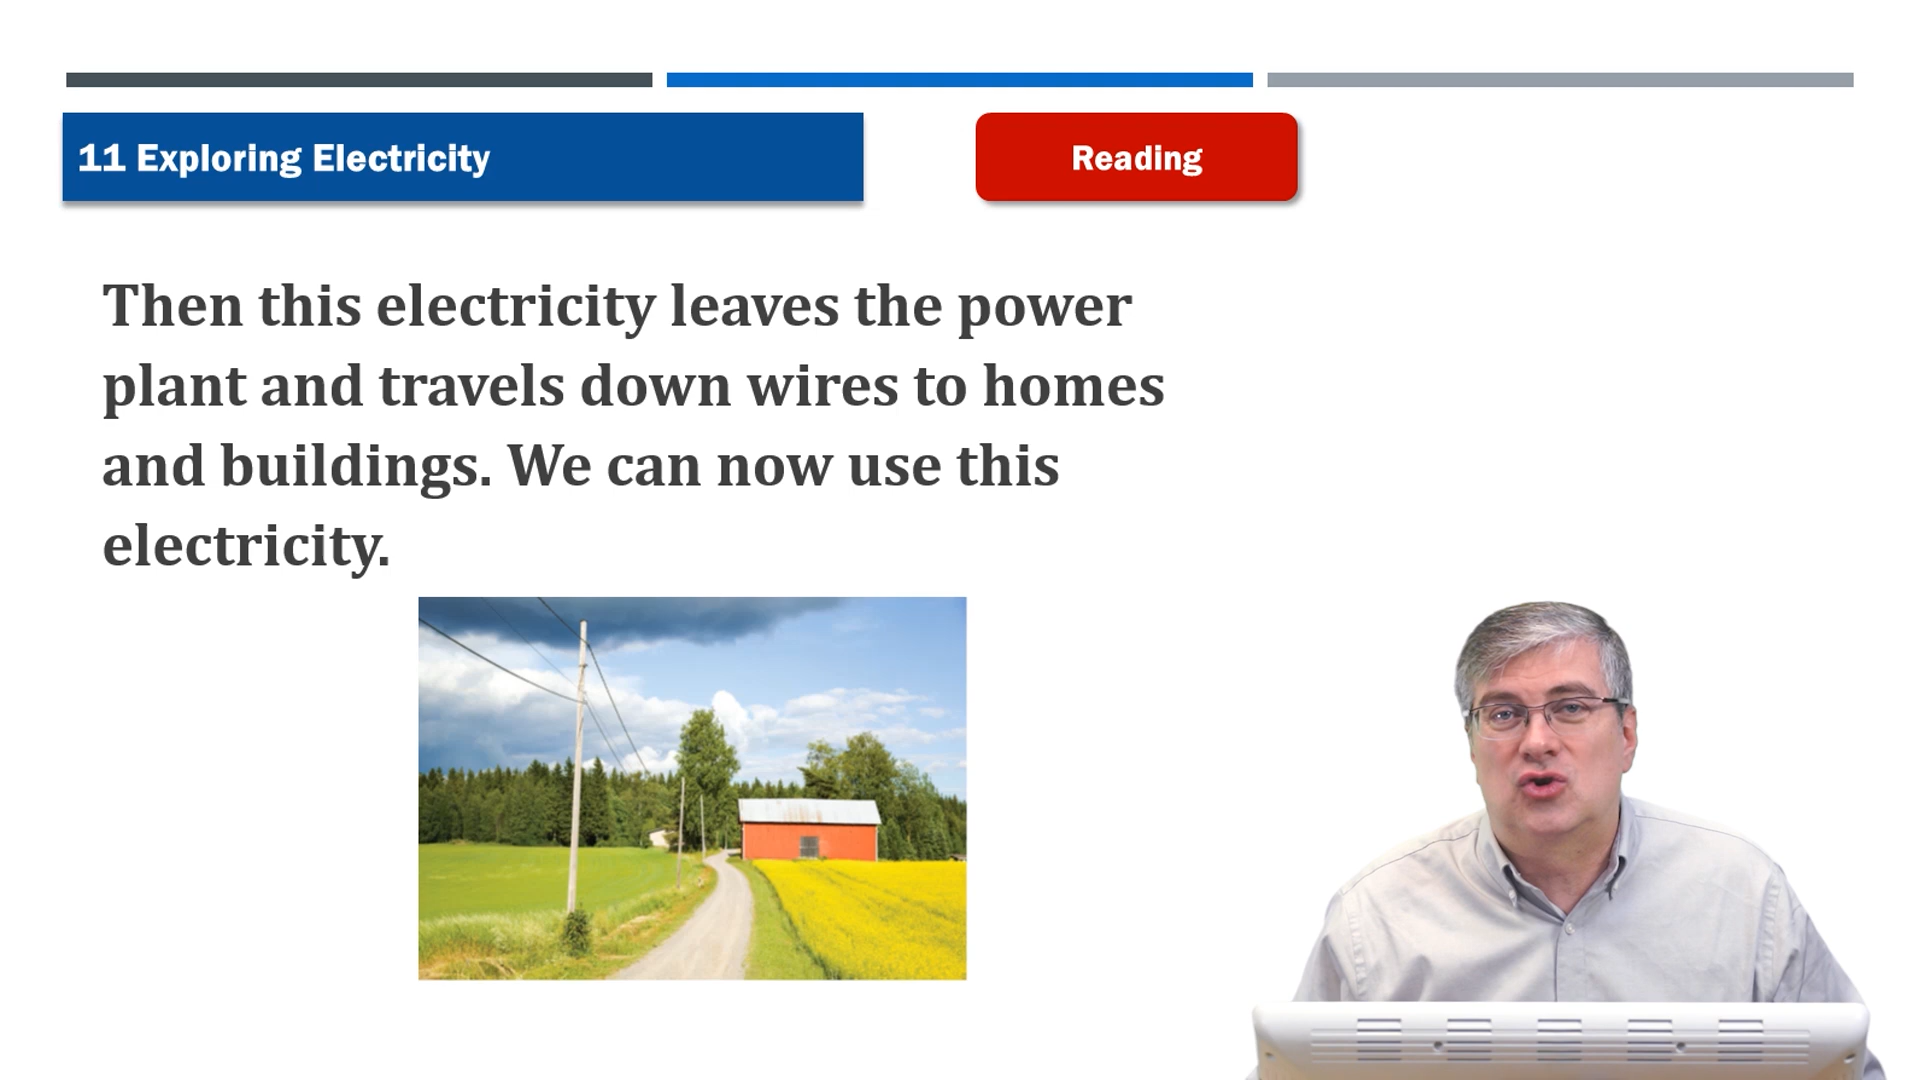 11 Exploring Electricity
Reading
Then this electricity leaves the power
plant and travels down wires to homes
and buildings. We can now use this
electricity.